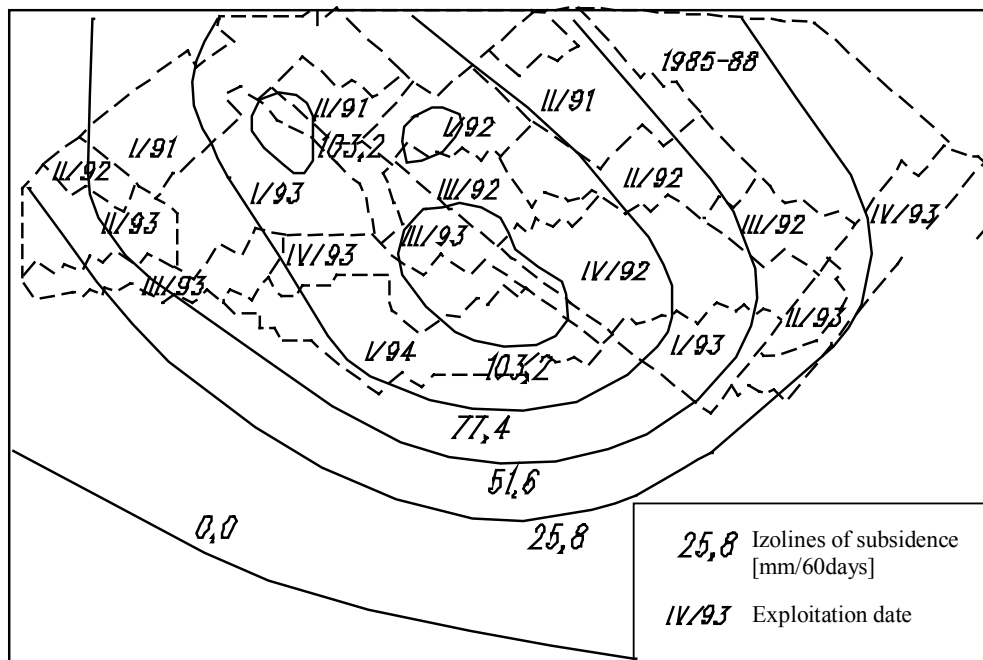 1985-88
II/91
II/91
I/92
103,2
I/91
II/92
II/92
I/93
III/92
III/92
IV/93
II/93
III/93
IV/93
IV/92
III/93
II/93
I/94
I/93
103,2
77,4
51,6
0,0
25,8
25,8 Izolines of subsidence
[mm/60days]
IV/93 Exploitation date